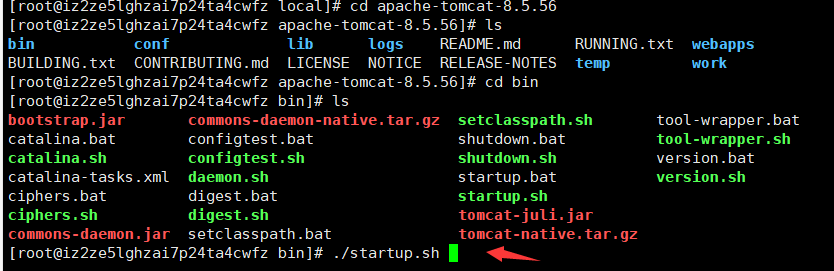 [root@iz2ze5lghzai7p24ta4cwfz local]# cd apache-tomcat-8.5.56
[root@iz2ze5lghzai7p24ta4cwfz apache-tomcat-8.5.56]# ls
bin conf lib logs README.md RUNNING.txt webapps
BUILDING.txt CONTRIBUTING.md LICENSE NOTICE RELEASE-NOTES temp work
[root@iz2ze5lghzai7p24ta4cwfz apache-tomcat-8.5.56]# cd bin
[root@iz2ze5lghzai7p24ta4cwfz bin]# ls
bootstrap.jar commons-daemon-native.tar.gz setclasspath.sh tool-wrapper.bat
catalina.bat configtest.bat shutdown.bat tool-wrapper.sh
catalina.sh configtest.sh shutdown.sh version.bat
catalina-tasks.xml daemon.sh startup.bat version.sh
ciphers.bat digest.bat startup.sh
ciphers.sh digest.sh tomcat-juli.jar
commons-daemon.jar setclasspath.bat tomcat-native.tar.gz
[root@iz2ze5lghzai7p24ta4cwfz bin]# ./startup.sh